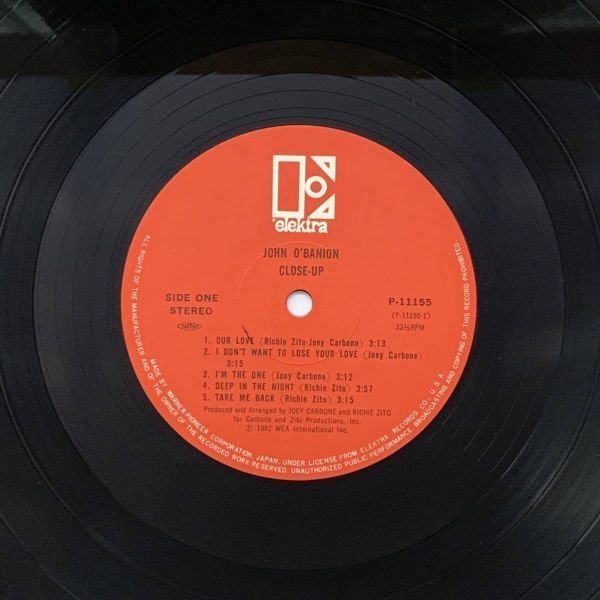 elektra
JOHN O'BANION
CLOSE-UP
SIDE ONE
STEREO
P-11155
(P-11155-1)
33⅓RPM
1. OUR LOVE (Richie Zito-Joey Carbone) 3:13
2. I DON'T WANT TO LOSE YOUR LOVE (Joey Carbone)
3:15
3. I'M THE ONE (Joey Carbone) 3:12
4. DEEP IN THE NIGHT (Richie Zito) 3:57
5. TAKE ME BACK (Richie Zito) 3:15
Produced and Arranged by JOEY CARBONE and RICHIE ZITO
for Carbone and Zito Productions, Inc.
℗ 1982 WEA International Inc.
MADE BY WARNER-PIONEER CORPORATION, JAPAN, UNDER LICENSE FROM ELEKTRA RECORDS CO., U.S.A.
ALL RIGHTS OF THE MANUFACTURER AND OF THE OWNER OF THE RECORDED WORK RESERVED. UNAUTHORIZED PUBLIC PERFORMANCE, BROADCASTING AND COPYING OF THIS RECORD PROHIBITED